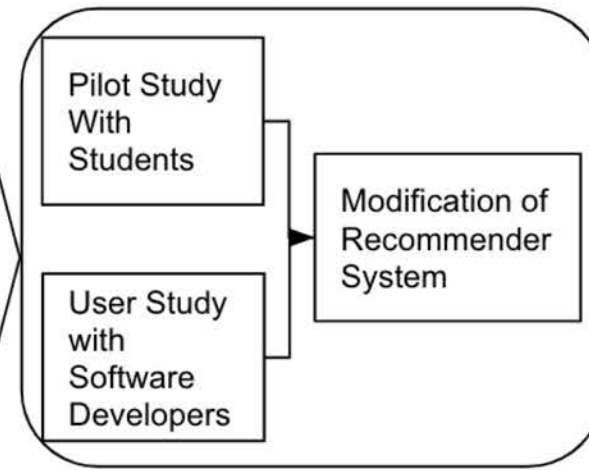 Pilot Study
With
Students
Modification of
Recommender
System
User Study
with
Software
Developers